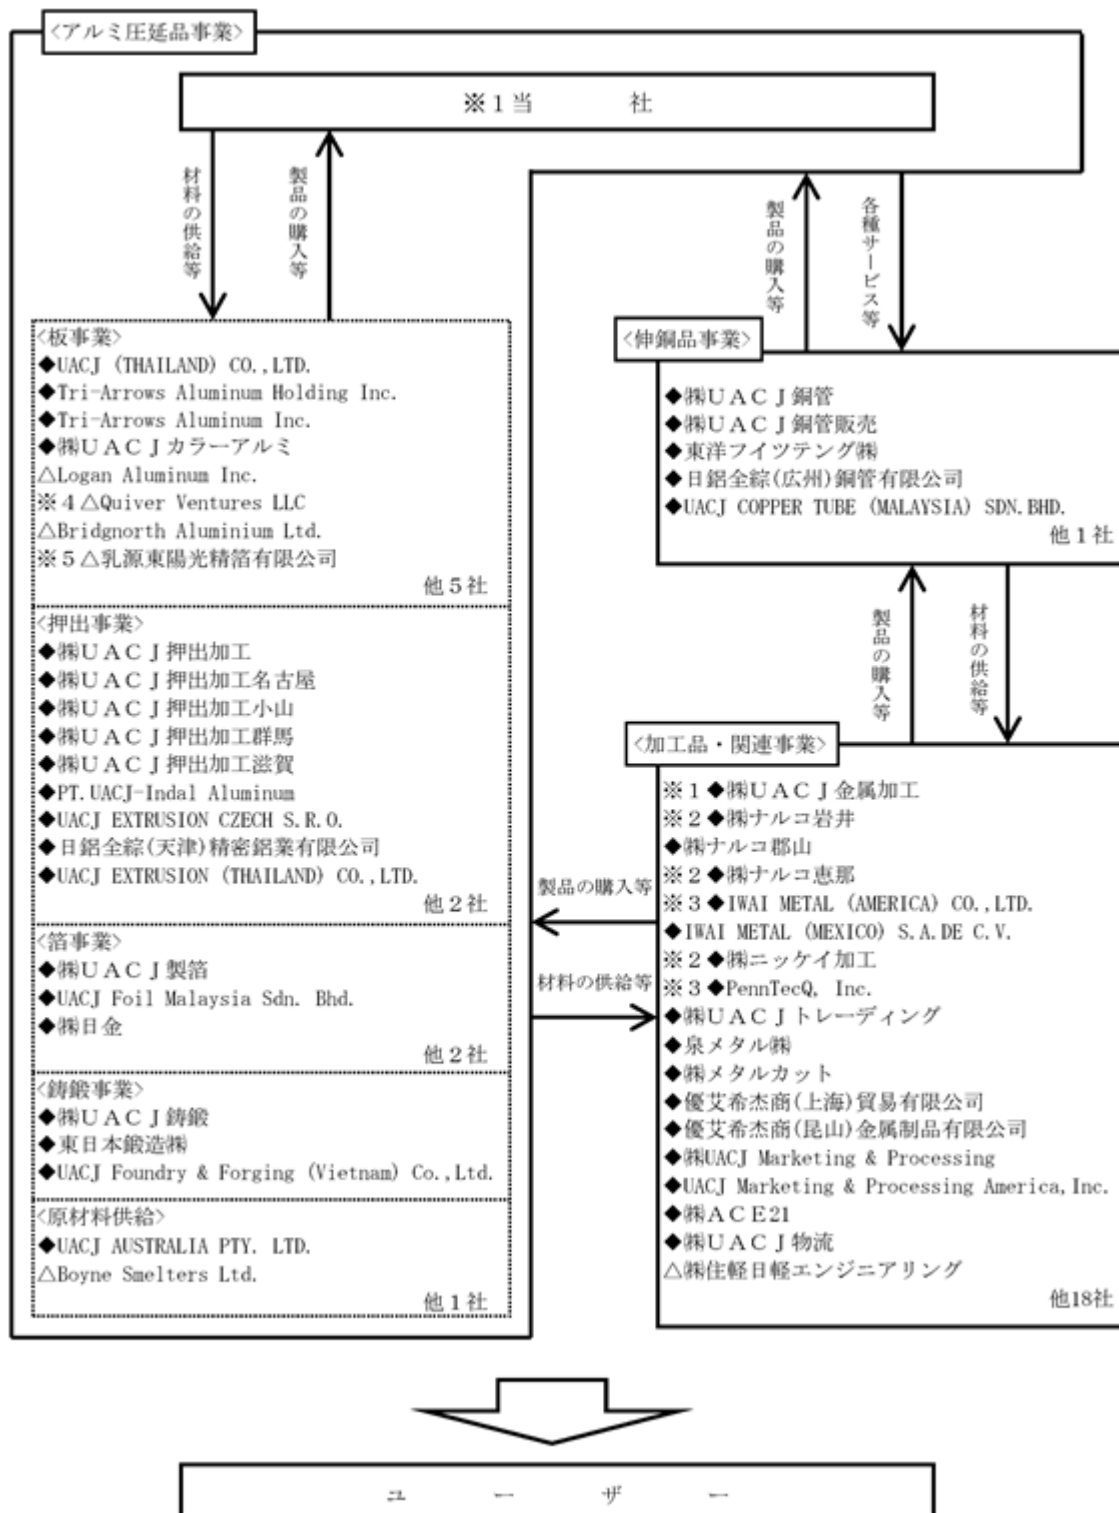 <アルミ圧延品事業>
※1当　　社
材料の供給等
製品の購入等
製品の購入等
各種サービス等
<板事業>
◆UACJ (THAILAND) CO.,LTD.
◆Tri-Arrows Aluminum Holding Inc.
◆Tri-Arrows Aluminum Inc.
◆㈱UACJカラーアルミ
△Logan Aluminum Inc.
※4△Quiver Ventures LLC
△Bridgnorth Aluminium Ltd.
※5△乳源東陽光精箔有限公司
他5社
<押出事業>
◆㈱UACJ押出加工
◆㈱UACJ押出加工名古屋
◆㈱UACJ押出加工小山
◆㈱UACJ押出加工群馬
◆㈱UACJ押出加工滋賀
◆PT.UACJ-Indal Aluminum
◆UACJ EXTRUSION CZECH S.R.O.
◆日鋁全綜(天津)精密鋁業有限公司
◆UACJ EXTRUSION (THAILAND) CO.,LTD.
他2社
<箔事業>
◆㈱UACJ製箔
◆UACJ Foil Malaysia Sdn. Bhd.
◆㈱日金
他2社
<鋳鍛事業>
◆㈱UACJ鋳鍛
◆東日本鍛造㈱
◆UACJ Foundry & Forging (Vietnam) Co.,Ltd.
<原材料供給>
◆UACJ AUSTRALIA PTY. LTD.
△Boyne Smelters Ltd.
他1社
<伸銅品事業>
◆㈱UACJ銅管
◆㈱UACJ銅管販売
◆東洋フイツテング㈱
◆日鋁全綜(広州)銅管有限公司
◆UACJ COPPER TUBE (MALAYSIA) SDN.BHD.
他1社
製品の購入等
材料の供給等
<加工品・関連事業>
※1◆㈱UACJ金属加工
※2◆㈱ナルコ岩井
◆㈱ナルコ郡山
※2◆㈱ナルコ恵那
※3◆IWAI METAL (AMERICA) CO.,LTD.
◆IWAI METAL (MEXICO) S.A.DE C.V.
※2◆㈱ニッケイ加工
※3◆PennTecQ, Inc.
◆㈱UACJトレーディング
◆泉メタル㈱
◆㈱メタルカット
◆優艾希杰商(上海)貿易有限公司
◆優艾希杰商(昆山)金属制品有限公司
◆㈱UACJ Marketing & Processing
◆UACJ Marketing & Processing America,Inc.
◆㈱ACE21
◆㈱UACJ物流
△㈱住軽日軽エンジニアリング
他18社
製品の購入等
材料の供給等
ユーザー